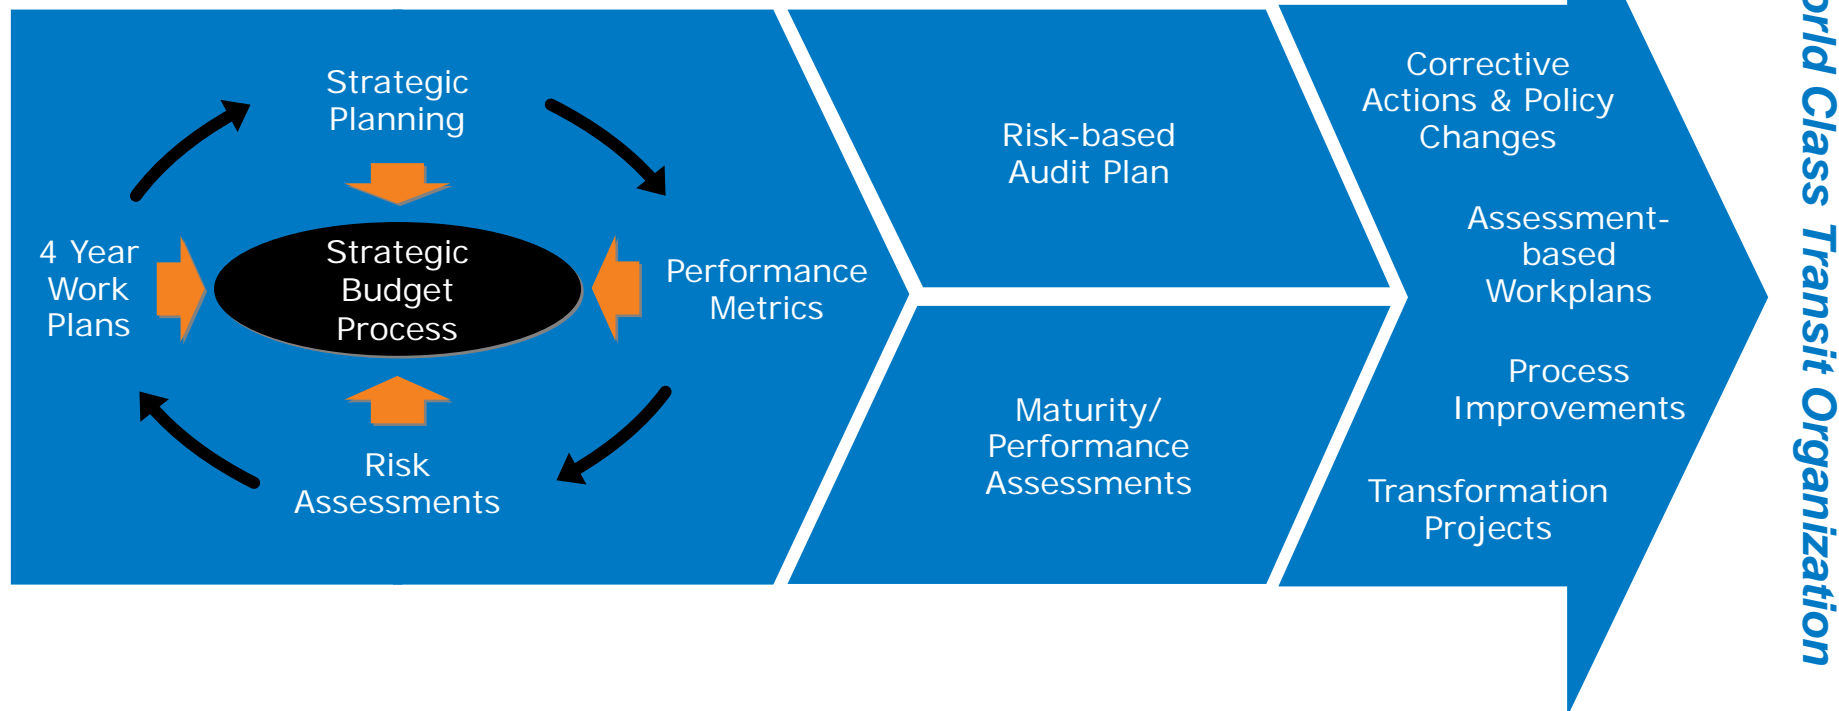 Strategic
Planning
4 Year
Work
Plans
Strategic
Budget
Process
Performance
Metrics
Risk
Assessments
Risk-based
Audit Plan
Maturity/
Performance
Assessments
Corrective
Actions & Policy
Changes
Assessment-
based
Workplans
Process
Improvements
Transformation
Projects
orld Class Transit Organization